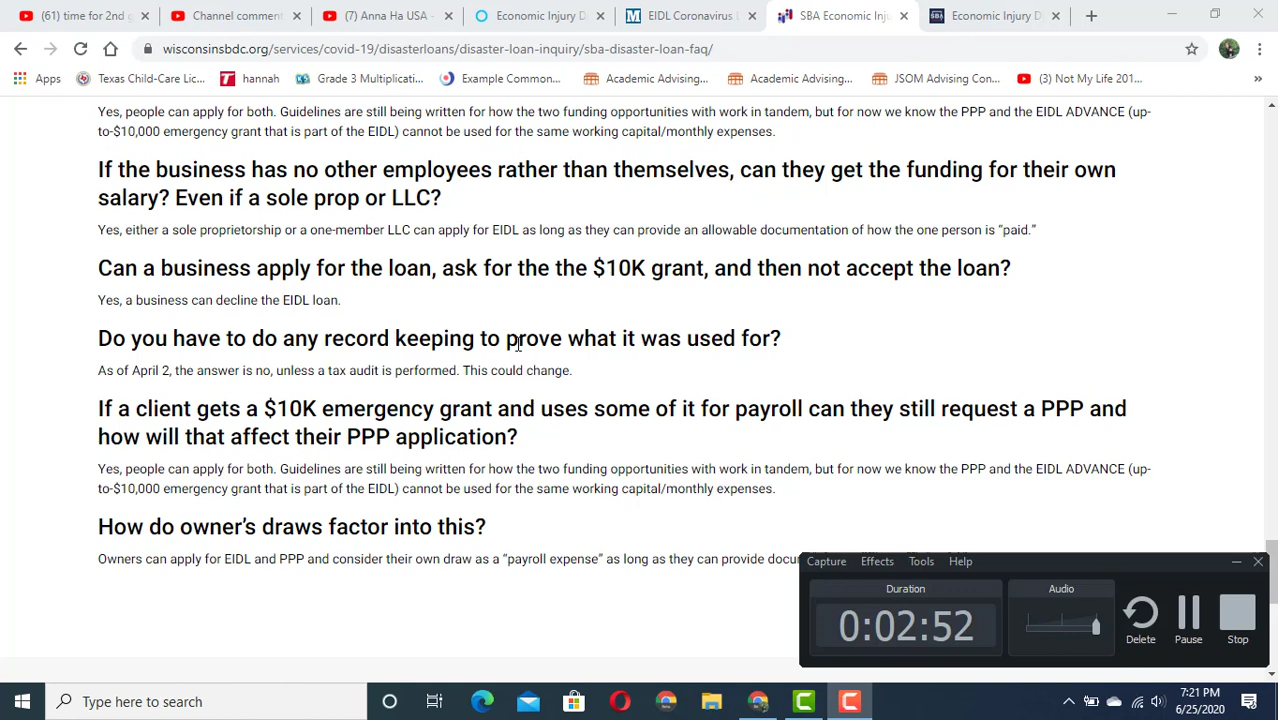 (61) time for 2nd g
Channel comment
(7) Anna Ha USA -
Economic Injury D
EIDL Coronavirus L
SBA Economic Inju
Economic Injury D
wisconsinsbdc.org/services/covid-19/disasterloans/disaster-loan-inquiry/sba-disaster-loan-faq/
Apps
Texas Child-Care Lic...
hannah
Grade 3 Multiplicati...
Example Common...
Academic Advising...
Academic Advising...
JSOM Advising Con...
(3) Not My Life 201...
»
Yes, people can apply for both. Guidelines are still being written for how the two funding opportunities with work in tandem, but for now we know the PPP and the EIDL ADVANCE (up-
to-$10,000 emergency grant that is part of the EIDL) cannot be used for the same working capital/monthly expenses.
If the business has no other employees rather than themselves, can they get the funding for their own
salary? Even if a sole prop or LLC?
Yes, either a sole proprietorship or a one-member LLC can apply for EIDL as long as they can provide an allowable documentation of how the one person is “paid.”
Can a business apply for the loan, ask for the the $10K grant, and then not accept the loan?
Yes, a business can decline the EIDL loan.
Do you have to do any record keeping to prove what it was used for?
As of April 2, the answer is no, unless a tax audit is performed. This could change.
If a client gets a $10K emergency grant and uses some of it for payroll can they still request a PPP and
how will that affect their PPP application?
Yes, people can apply for both. Guidelines are still being written for how the two funding opportunities with work in tandem, but for now we know the PPP and the EIDL ADVANCE (up-
to-$10,000 emergency grant that is part of the EIDL) cannot be used for the same working capital/monthly expenses.
How do owner’s draws factor into this?
Owners can apply for EIDL and PPP and consider their own draw as a “payroll expense” as long as they can provide docu
Capture Effects Tools Help
Duration
Audio
0:02:52
Delete
Pause
Stop
Type here to search
7:21 PM
6/25/2020